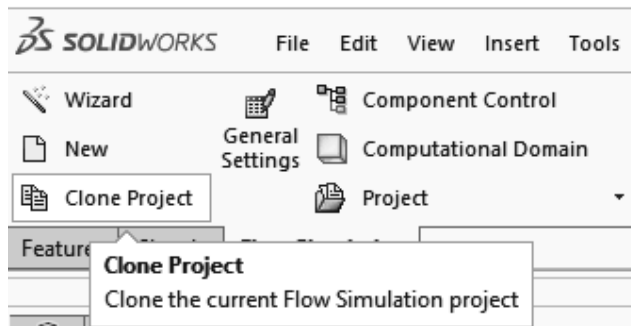 SOLIDWORKS File Edit View Insert Tools
Wizard
New
Clone Project
General
Settings
Component Control
Computational Domain
Project
Clone Project
Clone the current Flow Simulation project